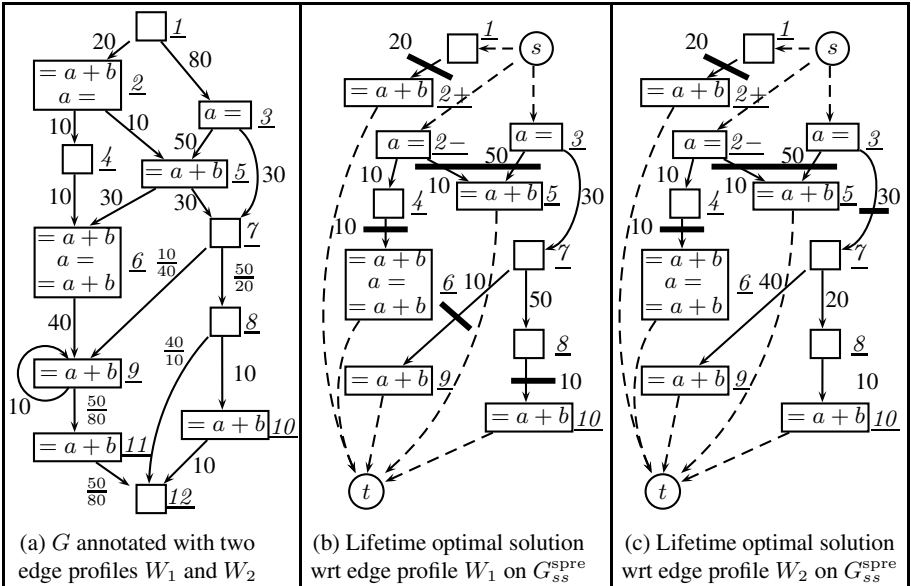 1
20
80
= a + b
a =
2
a =
3
10
10
50
30
4
= a + b
5
10
30
30
7
= a + b
a =
= a + b
6
10
40
50
20
40
8
40
10
= a + b
9
10
10
50
80
= a + b
11
= a + b
10
10
50
80
12
(a) G annotated with two
edge profiles W1 and W2
1
20
s
= a + b
2+
a =
2−
a =
3
10
50
10
30
4
= a + b
5
10
7
= a + b
a =
= a + b
6
10
50
8
= a + b
9
10
= a + b
10
t
(b) Lifetime optimal solution
wrt edge profile W1 on G_ss^spre
1
20
s
= a + b
2+
a =
2−
a =
3
10
50
10
30
4
= a + b
5
10
7
= a + b
a =
= a + b
6
40
20
8
= a + b
9
10
= a + b
10
t
(c) Lifetime optimal solution
wrt edge profile W2 on G_ss^spre